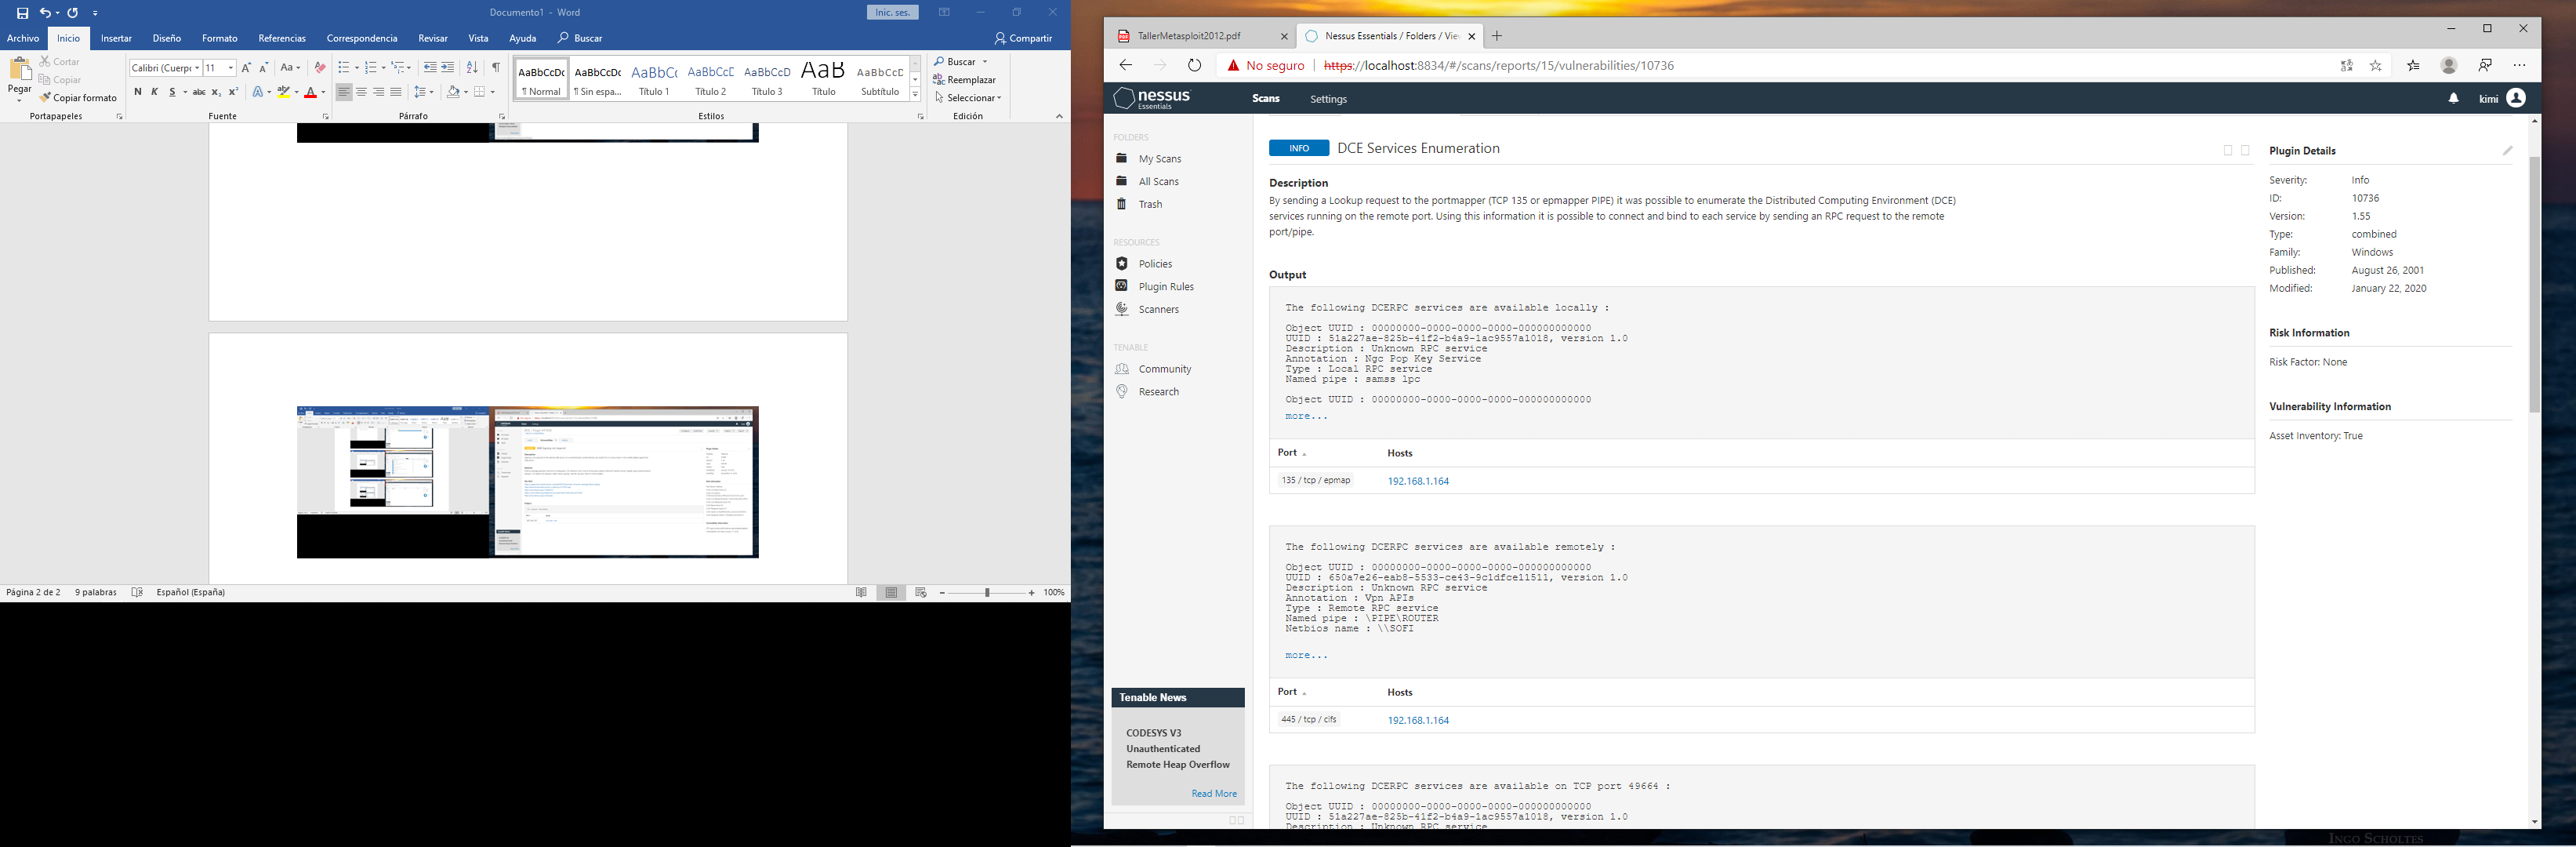 Documento1 - Word
Inic. ses.
Archivo Inicio Insertar Diseño Formato Referencias Correspondencia Revisar Vista Ayuda Buscar Compartir
Pegar
Cortar
Copiar
Copiar formato
Portapapeles
Calibri (Cuerp 11
N K S abc x₂ x²
Fuente
Párrafo
AaBbCcDc AaBbCcDc AaBbCc AaBbCcD AaBbCcD AaB AaBbCcD
¶ Normal ¶ Sin espa... Título 1 Título 2 Título 3 Título Subtítulo
Estilos
Buscar
Reemplazar
Seleccionar
Edición
Página 2 de 2 9 palabras Español (España) 100%
TallerMetasploit2012.pdf
Nessus Essentials / Folders / Vie
No seguro https://localhost:8834/#/scans/reports/15/vulnerabilities/10736
nessus
Essentials
Scans Settings
kimi
FOLDERS
My Scans
All Scans
Trash
RESOURCES
Policies
Plugin Rules
Scanners
TENABLE
Community
Research
Tenable News
CODESYS V3
Unauthenticated
Remote Heap Overflow
Read More
INFO DCE Services Enumeration
Description
By sending a Lookup request to the portmapper (TCP 135 or epmapper PIPE) it was possible to enumerate the Distributed Computing Environment (DCE)
services running on the remote port. Using this information it is possible to connect and bind to each service by sending an RPC request to the remote
port/pipe.
Output
The following DCERPC services are available locally :
Object UUID : 00000000-0000-0000-0000-000000000000
UUID : 51a227ae-825b-41f2-b4a9-1ac9557a1018, version 1.0
Description : Unknown RPC service
Annotation : Ngc Pop Key Service
Type : Local RPC service
Named pipe : samss lpc
Object UUID : 00000000-0000-0000-0000-000000000000
more...
Port Hosts
135 / tcp / epmap 192.168.1.164
The following DCERPC services are available remotely :
Object UUID : 00000000-0000-0000-0000-000000000000
UUID : 650a7e26-eab8-5533-ce43-9c1dfce11511, version 1.0
Description : Unknown RPC service
Annotation : Vpn APIs
Type : Remote RPC service
Named pipe : \PIPE\ROUTER
Netbios name : \\SOFI
more...
Port Hosts
445 / tcp / cifs 192.168.1.164
The following DCERPC services are available on TCP port 49664 :
Object UUID : 00000000-0000-0000-0000-000000000000
UUID : 51a227ae-825b-41f2-b4a9-1ac9557a1018, version 1.0
Description : Unknown RPC service
Plugin Details
Severity: Info
ID: 10736
Version: 1.55
Type: combined
Family: Windows
Published: August 26, 2001
Modified: January 22, 2020
Risk Information
Risk Factor: None
Vulnerability Information
Asset Inventory: True
INGO SCHOLTES